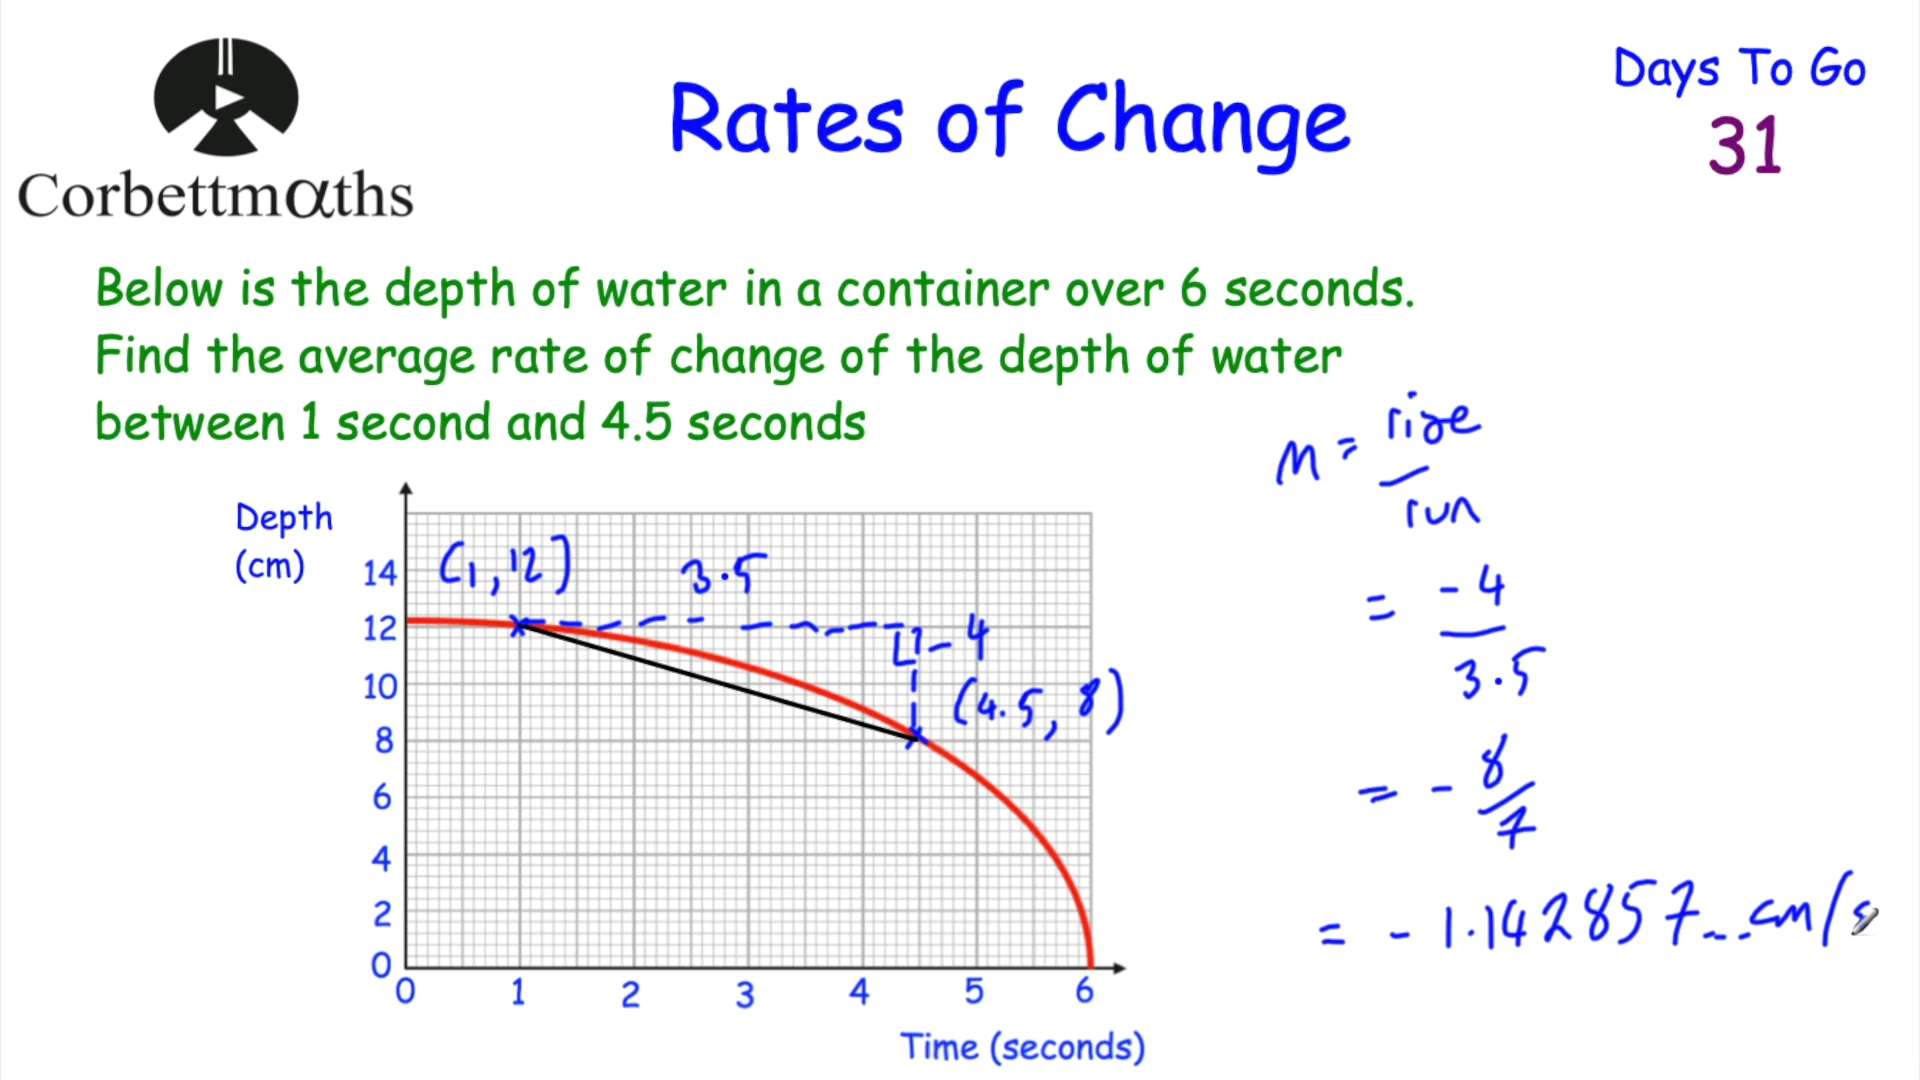 Corbettmαths
Rates of Change
Days To Go
31
Below is the depth of water in a container over 6 seconds.
Find the average rate of change of the depth of water
between 1 second and 4.5 seconds
Depth
(cm)
14
12
10
8
6
4
2
0
0 1 2 3 4 5 6
Time (seconds)
(1, 12)
3.5
-4
(4.5, 8)
m = rise
/
run
= -4
3.5
= - 8/7
= - 1.142857... cm/s